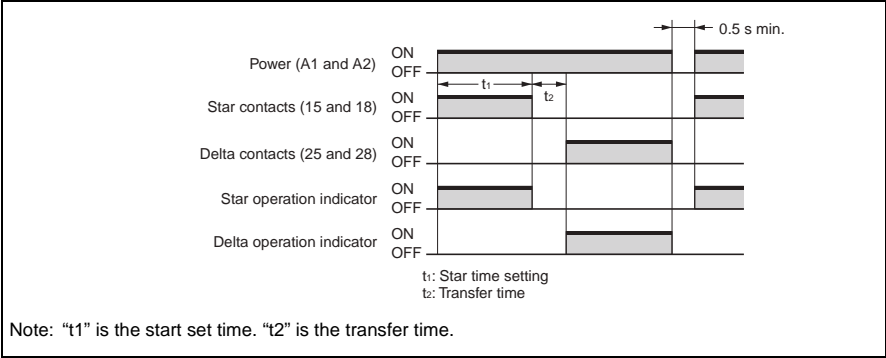 0.5 s min.
Power (A1 and A2) ON
OFF
t1 t2
Star contacts (15 and 18) ON
OFF
Delta contacts (25 and 28) ON
OFF
Star operation indicator ON
OFF
Delta operation indicator ON
OFF
t1: Star time setting
t2: Transfer time
Note: “t1” is the start set time. “t2” is the transfer time.